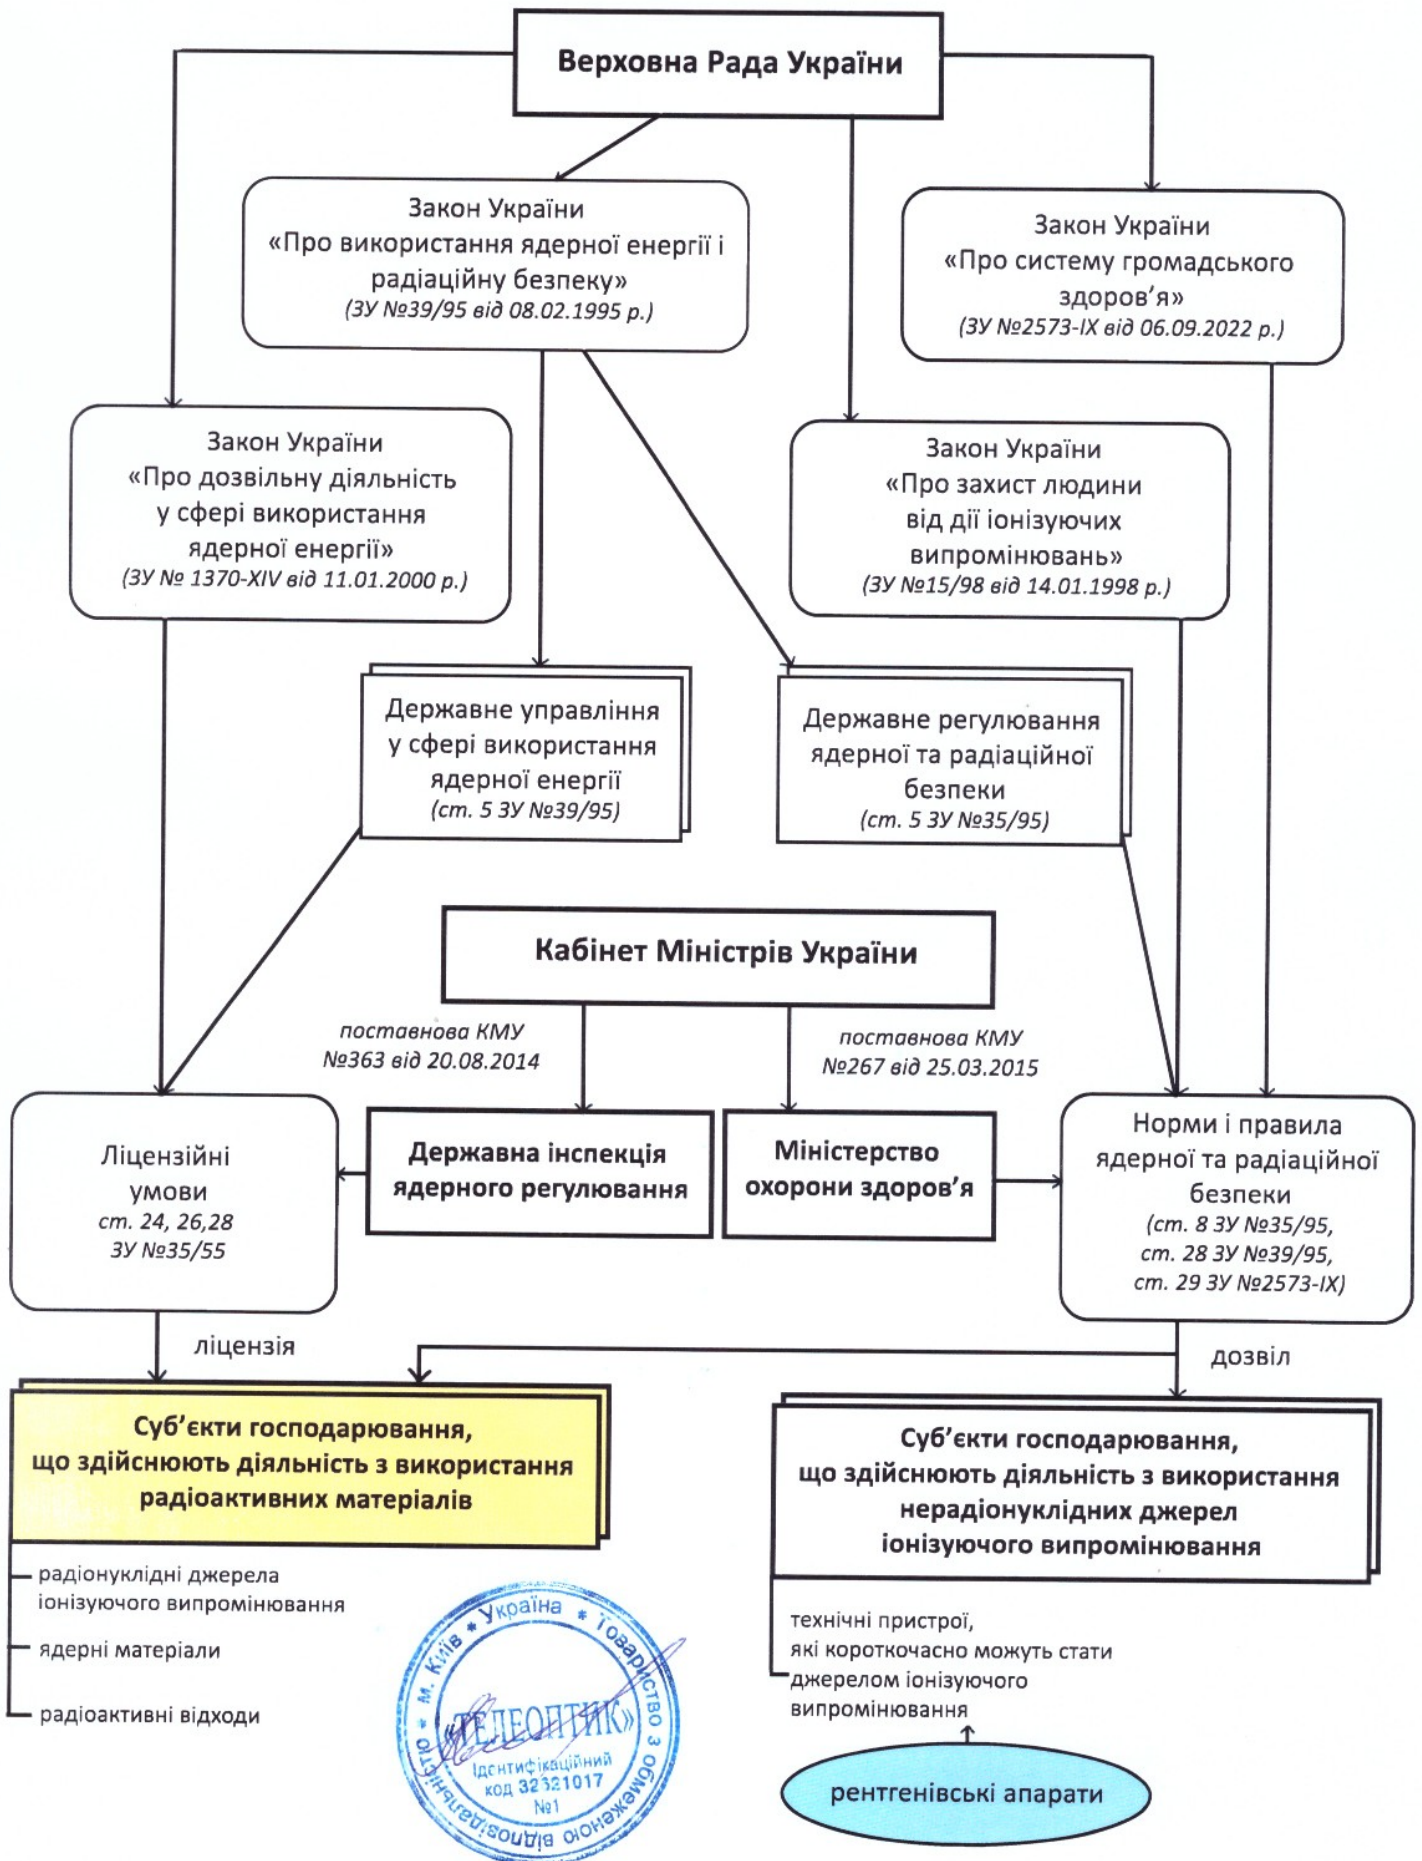 Верховна Рада України
Закон України
«Про використання ядерної енергії і
радіаційну безпеку»
(ЗУ №39/95 від 08.02.1995 р.)
Закон України
«Про систему громадського
здоров’я»
(ЗУ №2573-IX від 06.09.2022 р.)
Закон України
«Про дозвільну діяльність
у сфері використання
ядерної енергії»
(ЗУ № 1370-XIV від 11.01.2000 р.)
Закон України
«Про захист людини
від дії іонізуючих
випромінювань»
(ЗУ №15/98 від 14.01.1998 р.)
Державне управління
у сфері використання
ядерної енергії
(ст. 5 ЗУ №39/95)
Державне регулювання
ядерної та радіаційної
безпеки
(ст. 5 ЗУ №35/95)
Кабінет Міністрів України
поставнова КМУ
№363 від 20.08.2014
поставнова КМУ
№267 від 25.03.2015
Ліцензійні
умови
ст. 24, 26,28
ЗУ №35/55
Державна інспекція
ядерного регулювання
Міністерство
охорони здоров’я
Норми і правила
ядерної та радіаційної
безпеки
(ст. 8 ЗУ №35/95,
ст. 28 ЗУ №39/95,
ст. 29 ЗУ №2573-IX)
ліцензія
дозвіл
Суб’єкти господарювання,
що здійснюють діяльність з використання
радіоактивних матеріалів
Суб’єкти господарювання,
що здійснюють діяльність з використання
нерадіонуклідних джерел
іонізуючого випромінювання
радіонуклідні джерела
іонізуючого випромінювання
ядерні матеріали
радіоактивні відходи
технічні пристрої,
які короткочасно можуть стати
джерелом іонізуючого
випромінювання
рентгенівські апарати
Україна * Товариство з обмеженою відповідальністю * м. Київ *
«ТЕЛЕОПТИК»
Ідентифікаційний
код 32321017
№1